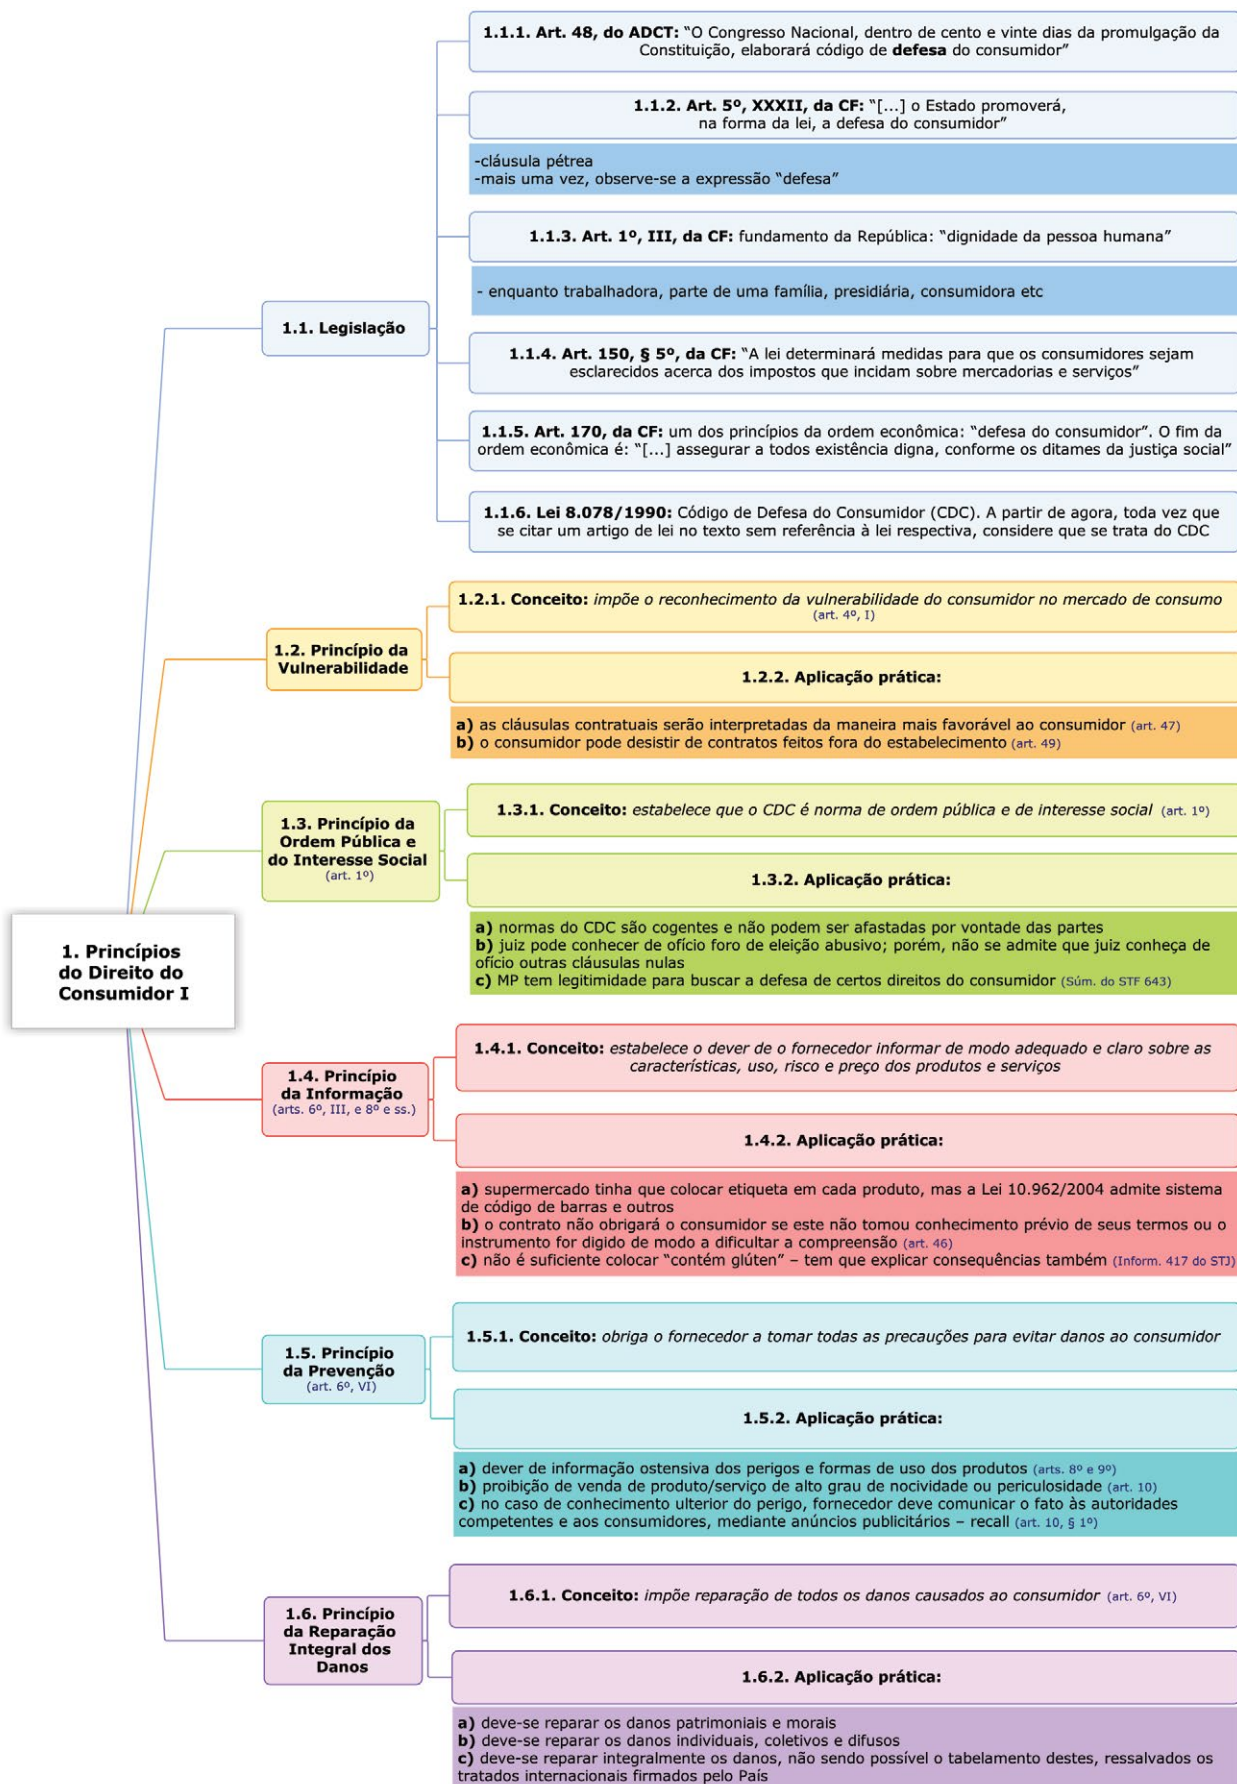 1. Princípios
do Direito do
Consumidor I
1.1. Legislação
1.1.1. Art. 48, do ADCT: “O Congresso Nacional, dentro de cento e vinte dias da promulgação da
Constituição, elaborará código de defesa do consumidor”
1.1.2. Art. 5º, XXXII, da CF: “[...] o Estado promoverá,
na forma da lei, a defesa do consumidor”
-cláusula pétrea
-mais uma vez, observe-se a expressão “defesa”
1.1.3. Art. 1º, III, da CF: fundamento da República: “dignidade da pessoa humana”
- enquanto trabalhadora, parte de uma família, presidiária, consumidora etc
1.1.4. Art. 150, § 5º, da CF: “A lei determinará medidas para que os consumidores sejam
esclarecidos acerca dos impostos que incidam sobre mercadorias e serviços”
1.1.5. Art. 170, da CF: um dos princípios da ordem econômica: “defesa do consumidor”. O fim da
ordem econômica é: “[...] assegurar a todos existência digna, conforme os ditames da justiça social”
1.1.6. Lei 8.078/1990: Código de Defesa do Consumidor (CDC). A partir de agora, toda vez que
se citar um artigo de lei no texto sem referência à lei respectiva, considere que se trata do CDC
1.2. Princípio da
Vulnerabilidade
1.2.1. Conceito: impõe o reconhecimento da vulnerabilidade do consumidor no mercado de consumo
(art. 4º, I)
1.2.2. Aplicação prática:
a) as cláusulas contratuais serão interpretadas da maneira mais favorável ao consumidor (art. 47)
b) o consumidor pode desistir de contratos feitos fora do estabelecimento (art. 49)
1.3. Princípio da
Ordem Pública e
do Interesse Social
(art. 1º)
1.3.1. Conceito: estabelece que o CDC é norma de ordem pública e de interesse social (art. 1º)
1.3.2. Aplicação prática:
a) normas do CDC são cogentes e não podem ser afastadas por vontade das partes
b) juiz pode conhecer de ofício foro de eleição abusivo; porém, não se admite que juiz conheça de
ofício outras cláusulas nulas
c) MP tem legitimidade para buscar a defesa de certos direitos do consumidor (Súm. do STF 643)
1.4. Princípio
da Informação
(arts. 6º, III, e 8º e ss.)
1.4.1. Conceito: estabelece o dever de o fornecedor informar de modo adequado e claro sobre as
características, uso, risco e preço dos produtos e serviços
1.4.2. Aplicação prática:
a) supermercado tinha que colocar etiqueta em cada produto, mas a Lei 10.962/2004 admite sistema
de código de barras e outros
b) o contrato não obrigará o consumidor se este não tomou conhecimento prévio de seus termos ou o
instrumento for digido de modo a dificultar a compreensão (art. 46)
c) não é suficiente colocar “contém glúten” – tem que explicar consequências também (Inform. 417 do STJ)
1.5. Princípio
da Prevenção
(art. 6º, VI)
1.5.1. Conceito: obriga o fornecedor a tomar todas as precauções para evitar danos ao consumidor
1.5.2. Aplicação prática:
a) dever de informação ostensiva dos perigos e formas de uso dos produtos (arts. 8º e 9º)
b) proibição de venda de produto/serviço de alto grau de nocividade ou periculosidade (art. 10)
c) no caso de conhecimento ulterior do perigo, fornecedor deve comunicar o fato às autoridades
competentes e aos consumidores, mediante anúncios publicitários – recall (art. 10, § 1º)
1.6. Princípio
da Reparação
Integral dos
Danos
1.6.1. Conceito: impõe reparação de todos os danos causados ao consumidor (art. 6º, VI)
1.6.2. Aplicação prática:
a) deve-se reparar os danos patrimoniais e morais
b) deve-se reparar os danos individuais, coletivos e difusos
c) deve-se reparar integralmente os danos, não sendo possível o tabelamento destes, ressalvados os
tratados internacionais firmados pelo País